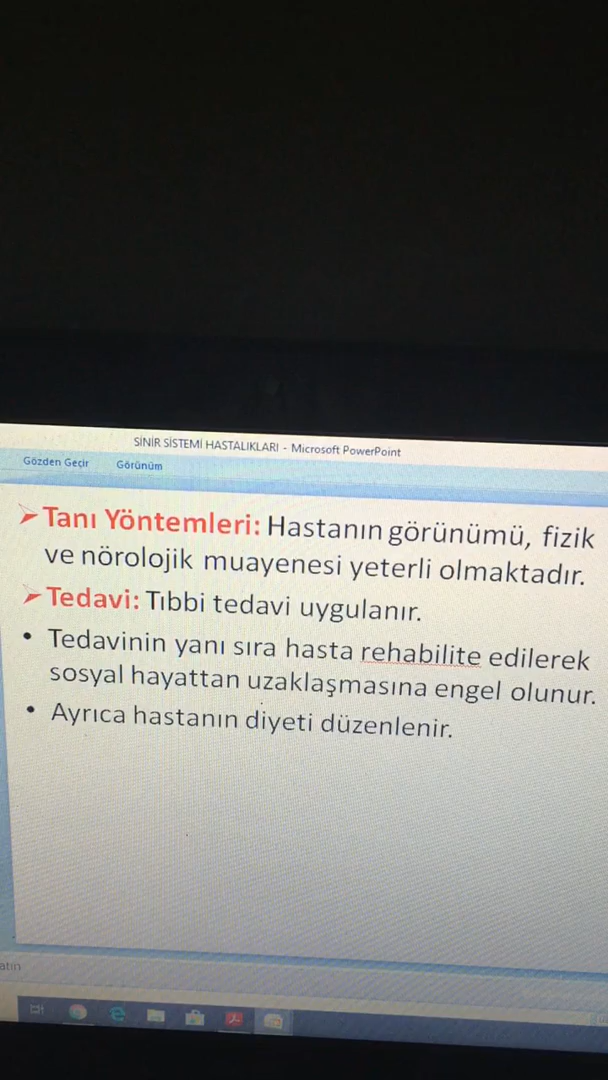 SİNİR SİSTEMİ HASTALIKLARI - Microsoft PowerPoint
Gözden Geçir Görünüm
➢Tanı Yöntemleri: Hastanın görünümü, fizik
ve nörolojik muayenesi yeterli olmaktadır.
➢Tedavi: Tıbbi tedavi uygulanır.
• Tedavinin yanı sıra hasta rehabilite edilerek
sosyal hayattan uzaklaşmasına engel olunur.
• Ayrıca hastanın diyeti düzenlenir.